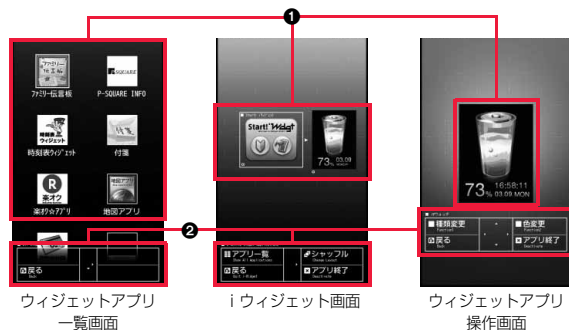 ❶
ファミリー伝言板
P-SQUARE INFO
時刻表ウィジェット
付箋
楽オク☆アプリ
地図アプリ
戻る
❷
Start! Widget
73% 03.09
アプリ一覧
シャッフル
戻る
アプリ終了
73% 16:58:11
03.09 MON
種類変更
色変更
戻る
アプリ終了
ウィジェットアプリ
一覧画面
iウィジェット画面
ウィジェットアプリ
操作画面